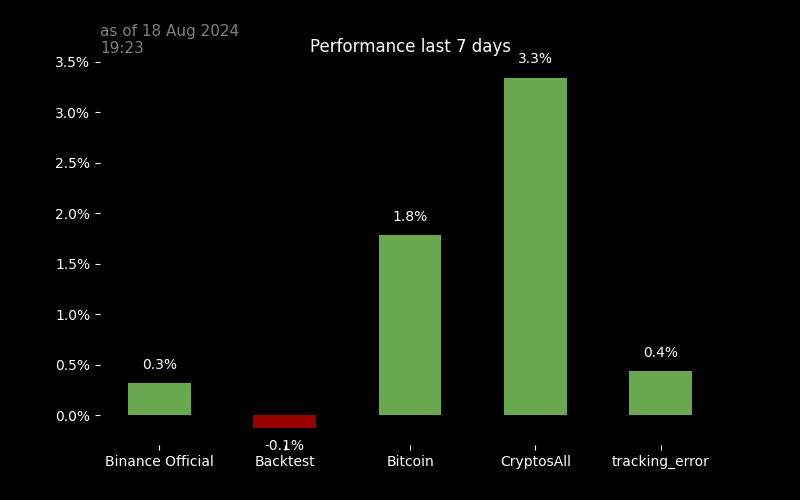 as of 18 Aug 2024
19:23
Performance last 7 days
3.5%
3.0%
2.5%
2.0%
1.5%
1.0%
0.5%
0.0%
0.3%
-0.1%
1.8%
3.3%
0.4%
Binance Official
Backtest
Bitcoin
CryptosAll
tracking_error